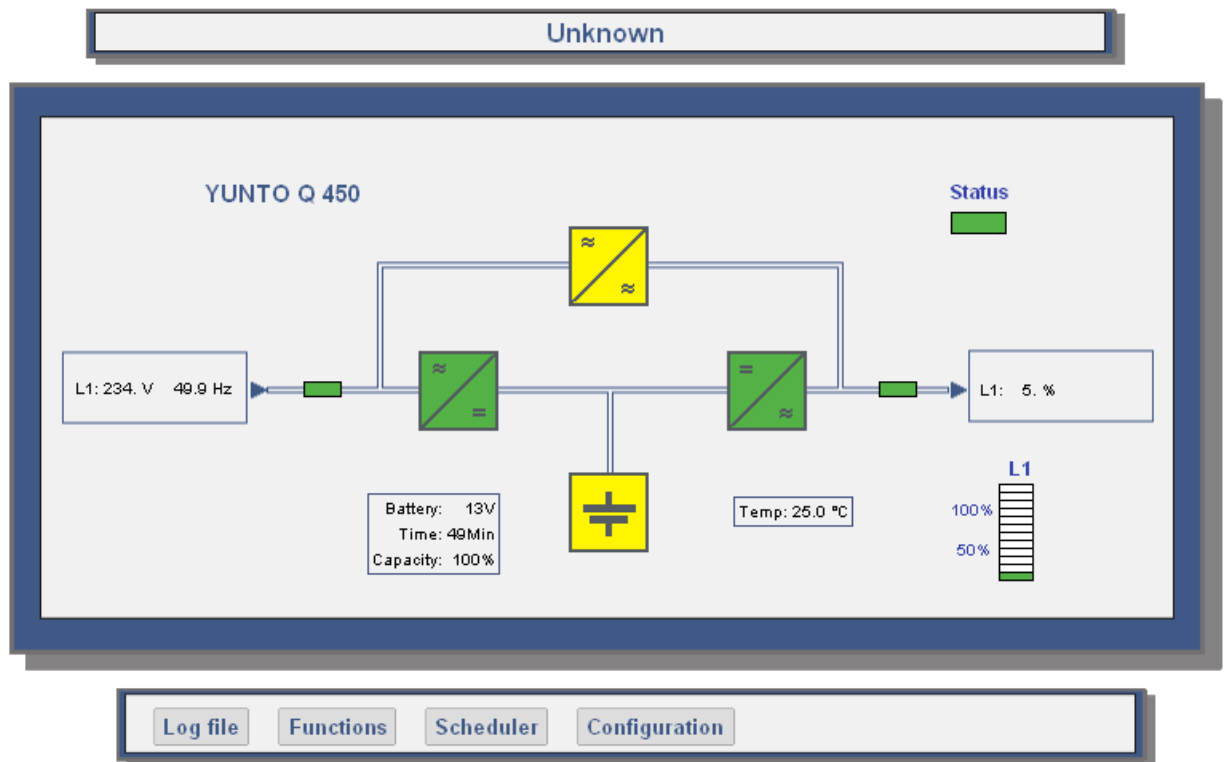 Unknown
YUNTO Q 450
Status
≈
≈
L1: 234. V 49.9 Hz
≈
=
=
≈
L1: 5. %
L1
Battery: 13V
Time: 49Min
Capacity: 100%
Temp: 25.0 ºC
100%
50%
Log file
Functions
Scheduler
Configuration